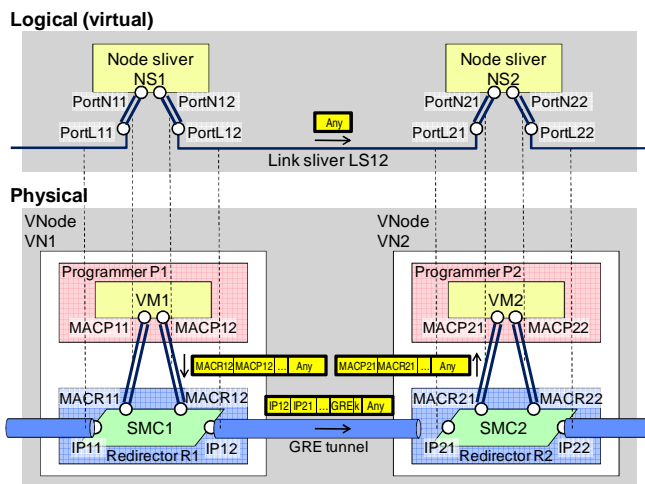 Logical (virtual)
Node sliver
NS1
Node sliver
NS2
PortN11
PortN12
PortN21
PortN22
PortL11
PortL12
Any
PortL21
PortL22
Link sliver LS12
Physical
VNode
VN1
VNode
VN2
Programmer P1
Programmer P2
VM1
VM2
MACP11
MACP12
MACP21
MACP22
MACR12 MACP12 ... Any
MACP21 MACR21 ... Any
MACR11
MACR12
MACR21
MACR22
IP12 IP21 ... GRE k Any
SMC1
SMC2
IP11
IP12
IP21
IP22
Redirector R1
GRE tunnel
Redirector R2